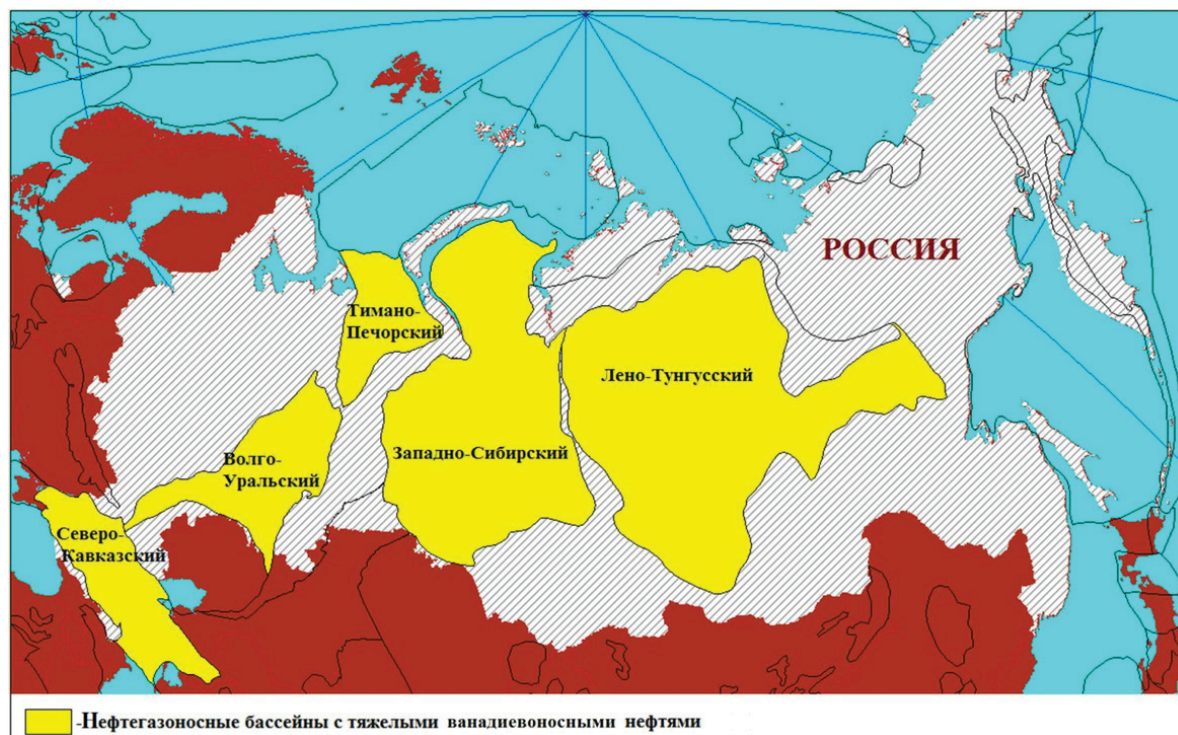 РОССИЯ
Тимано-
Печорский
Лено-Тунгусский
Западно-Сибирский
Волго-
Уральский
Северо-
Кавказский
-Нефтегазоносные бассейны с тяжелыми ванадиевоносными нефтями